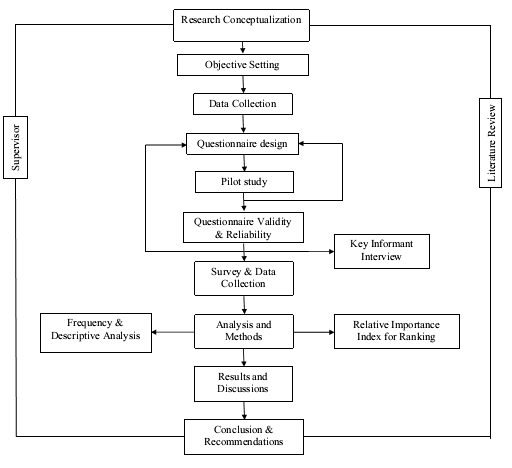 Research Conceptualization
Objective Setting
Data Collection
Supervisor
Literature Review
Questionnaire design
Pilot study
Questionnaire Validity
& Reliability
Key Informant
Interview
Survey & Data
Collection
Frequency &
Descriptive Analysis
Analysis and
Methods
Relative Importance
Index for Ranking
Results and
Discussions
Conclusion &
Recommendations